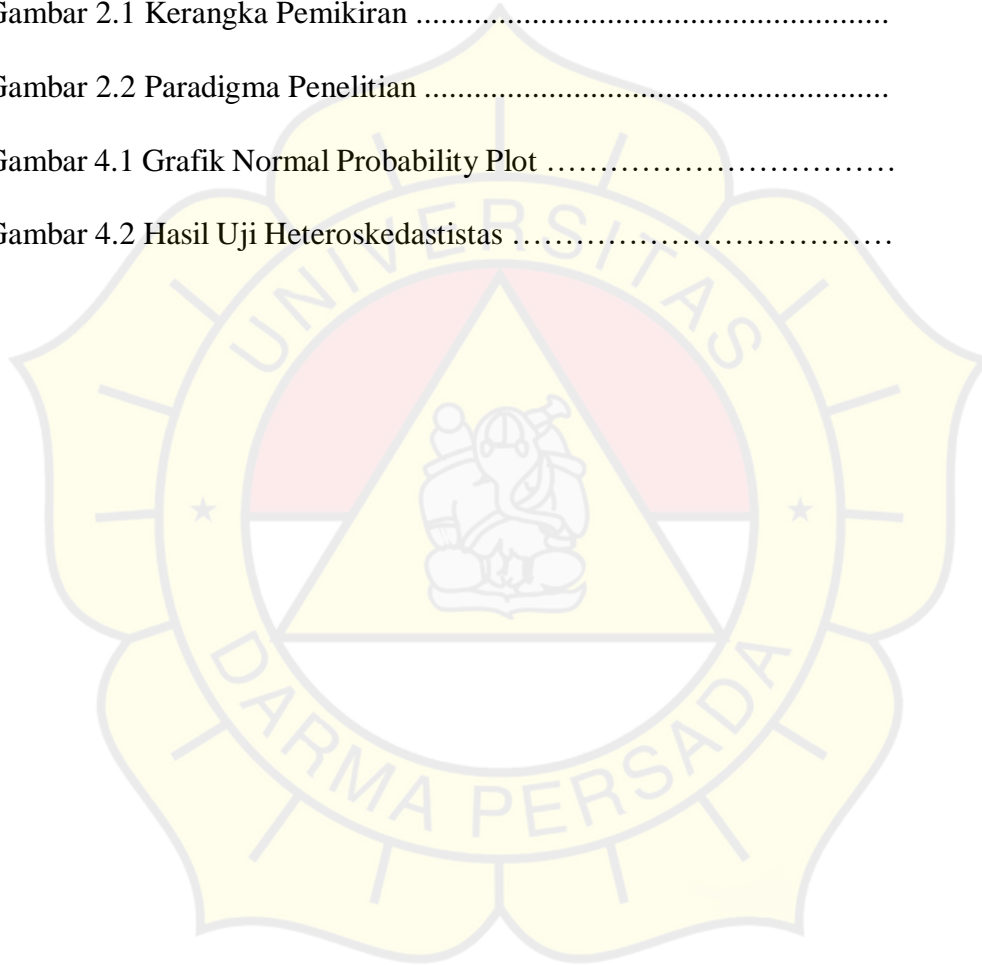 Gambar 2.1 Kerangka Pemikiran ..........................................................
Gambar 2.2 Paradigma Penelitian .........................................................
Gambar 4.1 Grafik Normal Probability Plot ……………………………
Gambar 4.2 Hasil Uji Heteroskedastistas ………………………………
UNIVERSITAS
DARMA PERSADA